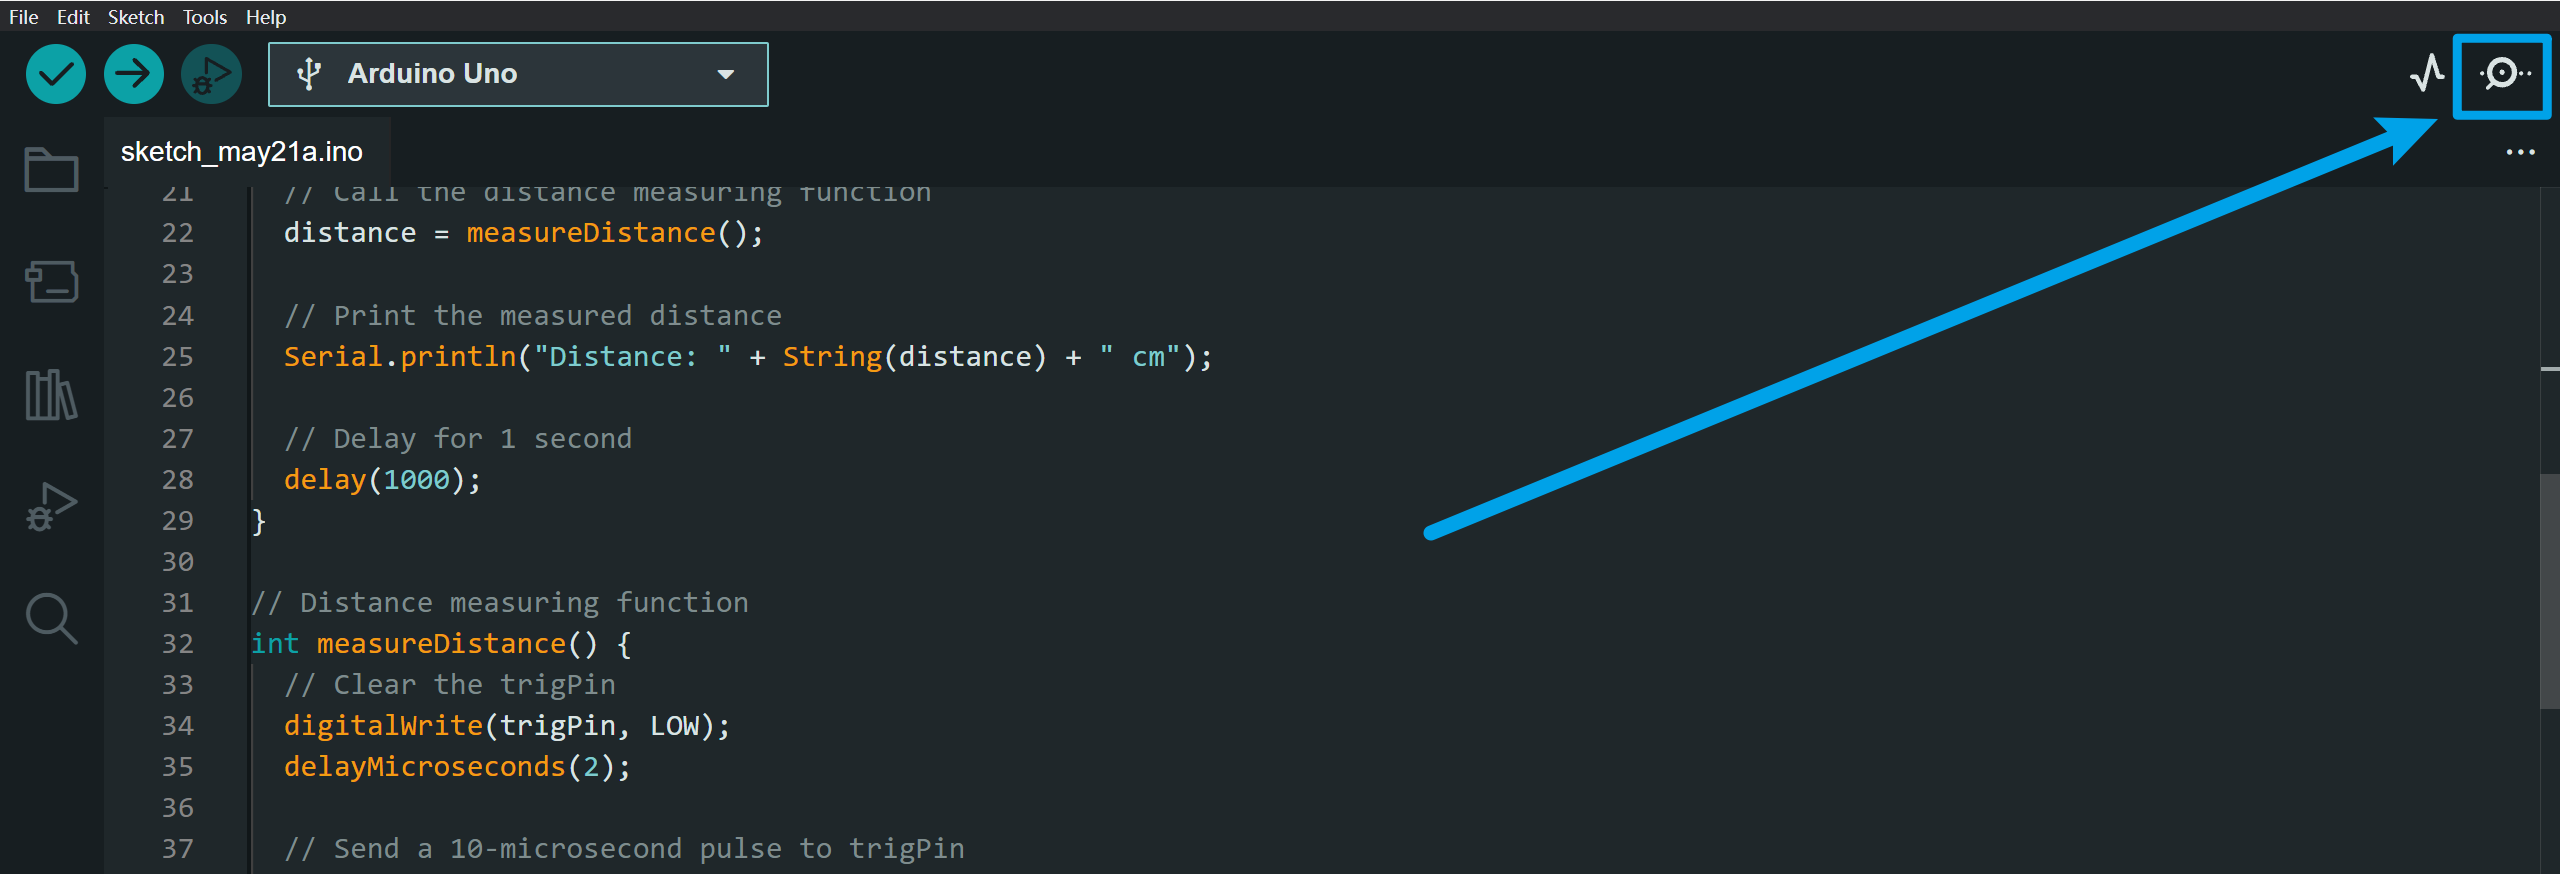 File Edit Sketch Tools Help
Arduino Uno
sketch_may21a.ino
21 // Call the distance measuring function
22 distance = measureDistance();
23
24 // Print the measured distance
25 Serial.println("Distance: " + String(distance) + " cm");
26
27 // Delay for 1 second
28 delay(1000);
29 }
30
31 // Distance measuring function
32 int measureDistance() {
33 // Clear the trigPin
34 digitalWrite(trigPin, LOW);
35 delayMicroseconds(2);
36
37 // Send a 10-microsecond pulse to trigPin